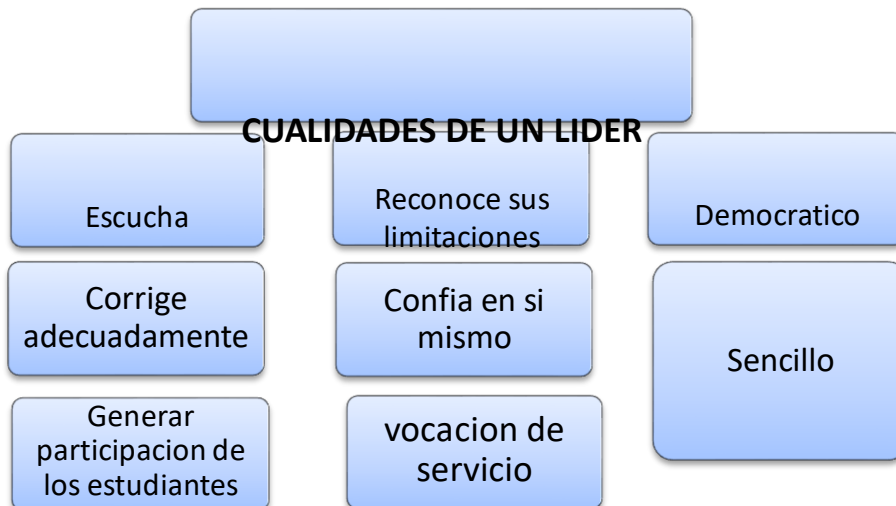 CUALIDADES DE UN LIDER
Escucha
Reconoce sus
limitaciones
Democratico
Corrige
adecuadamente
Confia en si
mismo
Sencillo
Generar
participacion de
los estudiantes
vocacion de
servicio